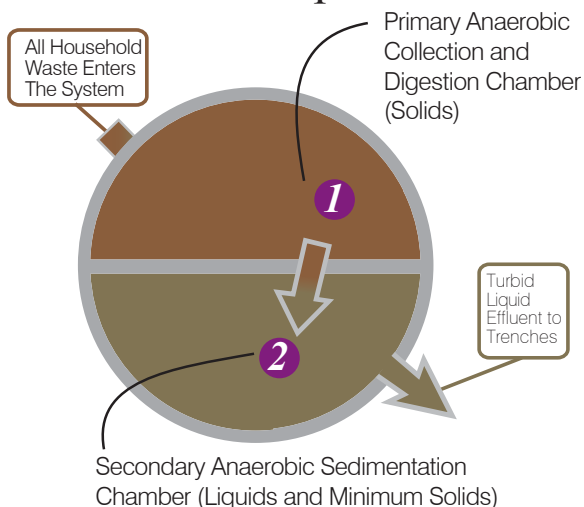 All Household
Waste Enters
The System
Primary Anaerobic
Collection and
Digestion Chamber
(Solids)
1
Turbid
Liquid
Effluent to
Trenches
2
Secondary Anaerobic Sedimentation
Chamber (Liquids and Minimum Solids)